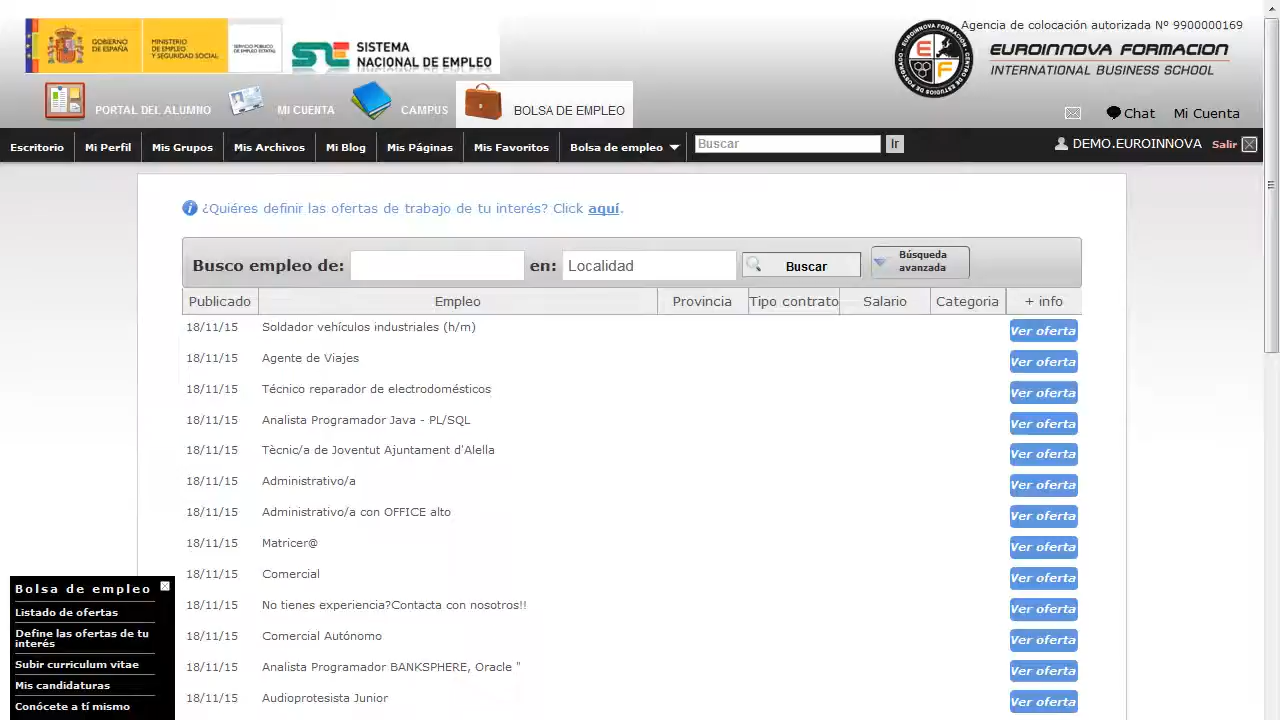 Agencia de colocación autorizada Nº 9900000169
GOBIERNO DE ESPAÑA
MINISTERIO DE EMPLEO Y SEGURIDAD SOCIAL
SERVICIO PÚBLICO DE EMPLEO ESTATAL
SISTEMA NACIONAL DE EMPLEO
EUROINNOVA FORMACION
INTERNATIONAL BUSINESS SCHOOL
PORTAL DEL ALUMNO
MI CUENTA
CAMPUS
BOLSA DE EMPLEO
Chat
Mi Cuenta
Escritorio
Mi Perfil
Mis Grupos
Mis Archivos
Mi Blog
Mis Páginas
Mis Favoritos
Bolsa de empleo
Buscar
Ir
DEMO.EUROINNOVA
Salir
¿Quiéres definir las ofertas de trabajo de tu interés? Click aquí.
Busco empleo de: en: Localidad Buscar Búsqueda avanzada
Publicado Empleo Provincia Tipo contrato Salario Categoria + info
18/11/15 Soldador vehículos industriales (h/m) Ver oferta
18/11/15 Agente de Viajes Ver oferta
18/11/15 Técnico reparador de electrodomésticos Ver oferta
18/11/15 Analista Programador Java - PL/SQL Ver oferta
18/11/15 Tècnic/a de Joventut Ajuntament d'Alella Ver oferta
18/11/15 Administrativo/a Ver oferta
18/11/15 Administrativo/a con OFFICE alto Ver oferta
18/11/15 Matricer@ Ver oferta
18/11/15 Comercial Ver oferta
18/11/15 No tienes experiencia?Contacta con nosotros!! Ver oferta
18/11/15 Comercial Autónomo Ver oferta
18/11/15 Analista Programador BANKSPHERE, Oracle " Ver oferta
18/11/15 Audioprotesista Junior Ver oferta
Bolsa de empleo
Listado de ofertas
Define las ofertas de tu
interés
Subir curriculum vitae
Mis candidaturas
Conócete a tí mismo